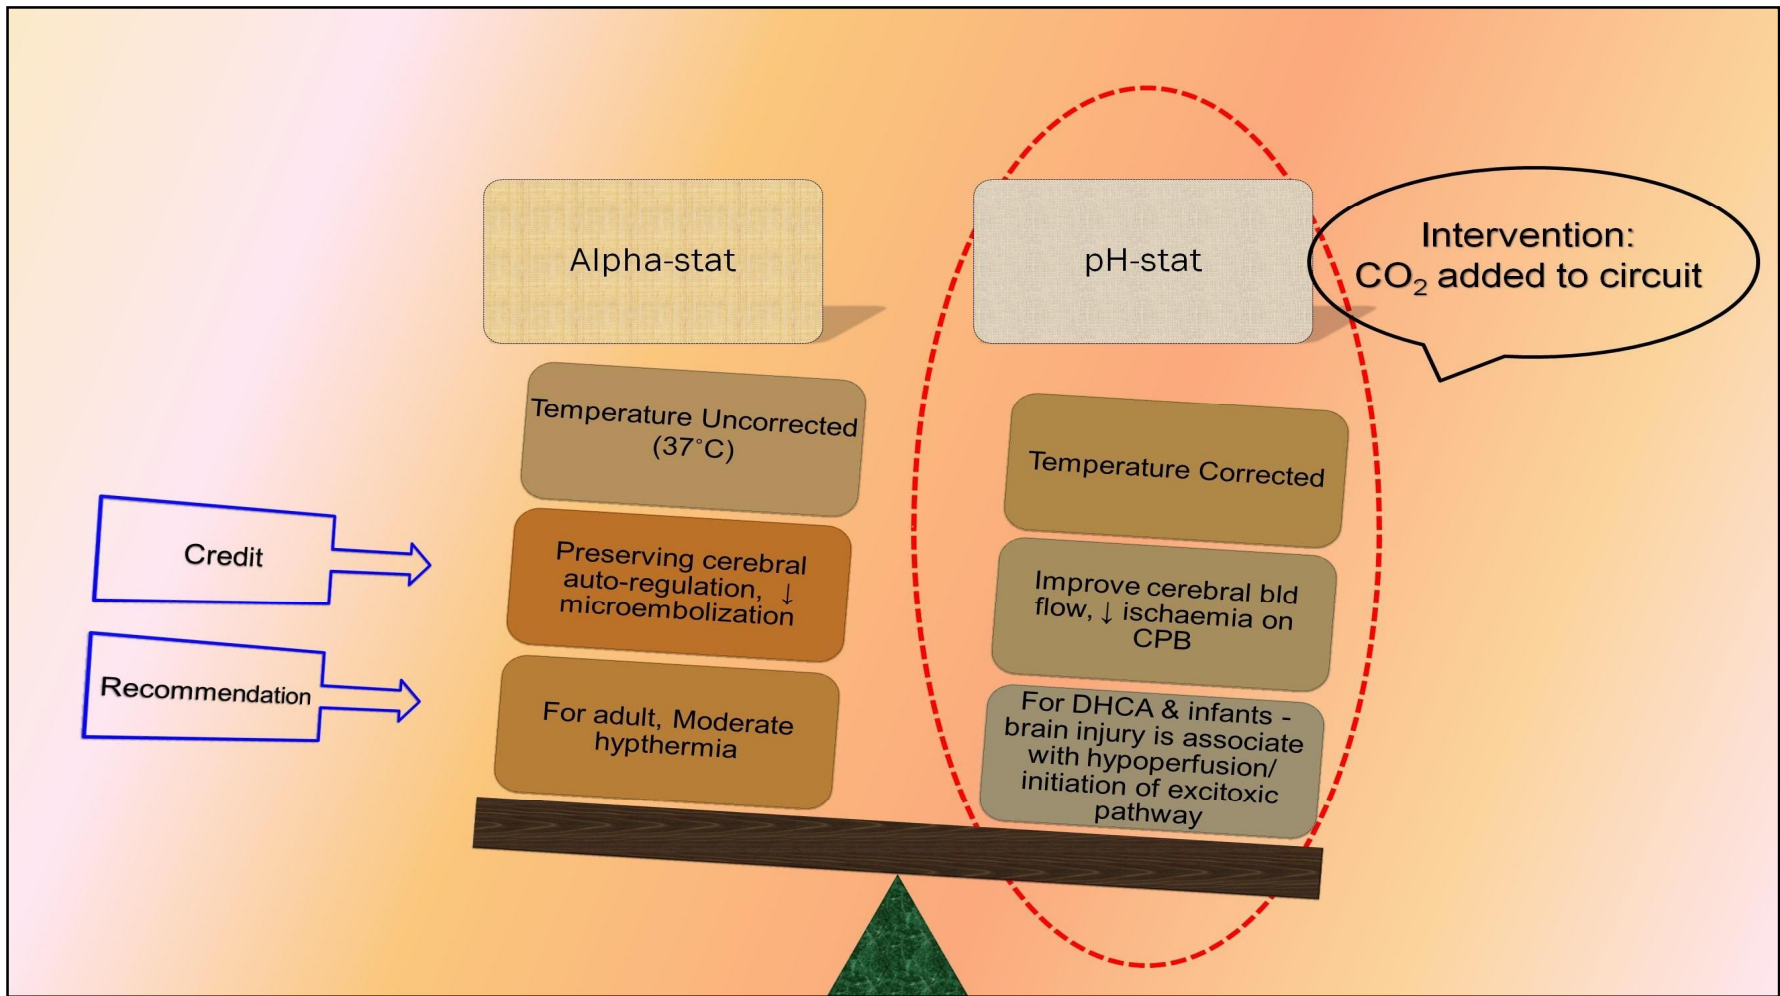 Alpha-stat
pH-stat
Intervention:
CO₂ added to circuit
Temperature Uncorrected
(37˚C)
Temperature Corrected
Credit
Preserving cerebral
auto-regulation, ↓
microembolization
Improve cerebral bld
flow, ↓ ischaemia on
CPB
Recommendation
For adult, Moderate
hypthermia
For DHCA & infants -
brain injury is associate
with hypoperfusion/
initiation of excitoxic
pathway